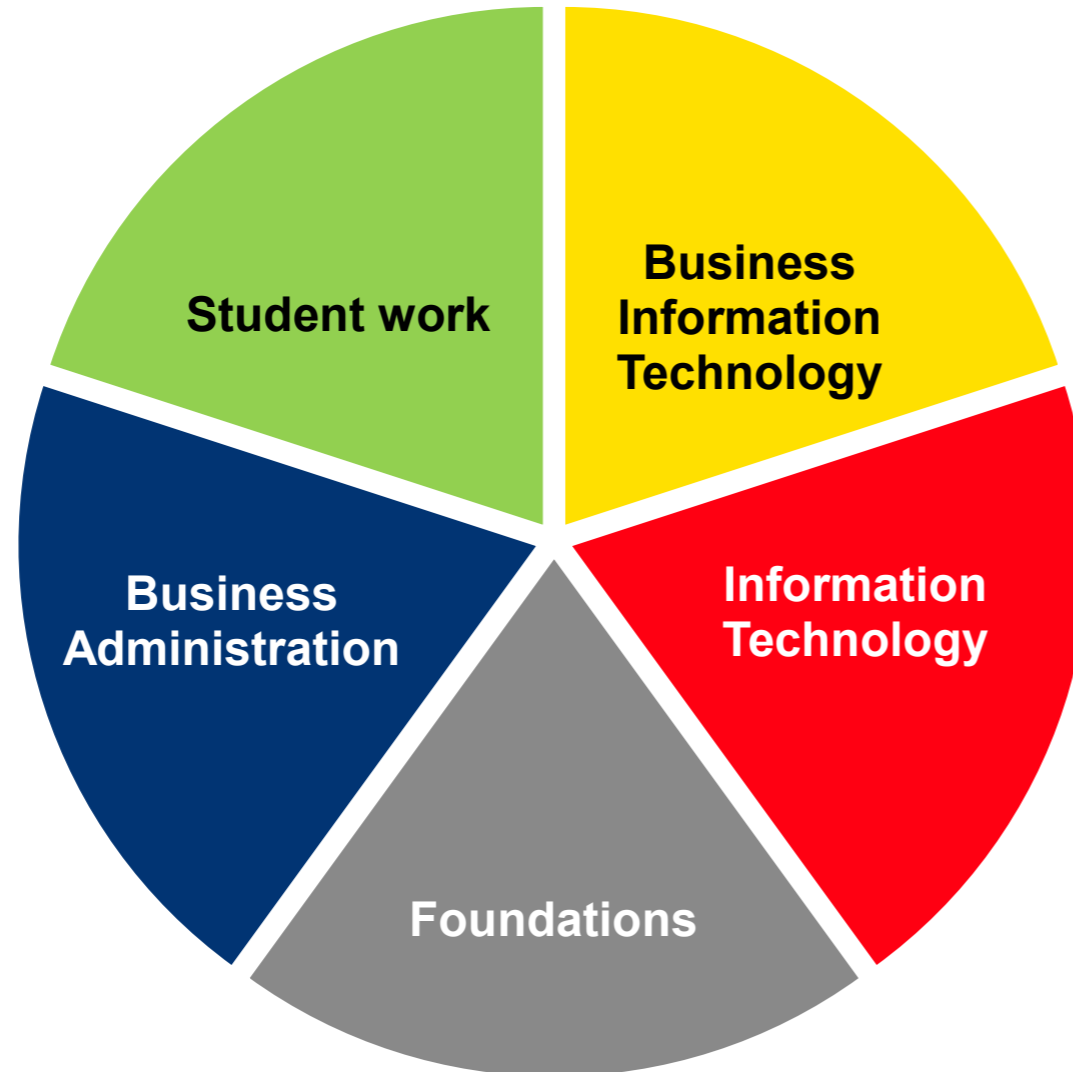 Student work
Business
Information
Technology
Business
Administration
Information
Technology
Foundations